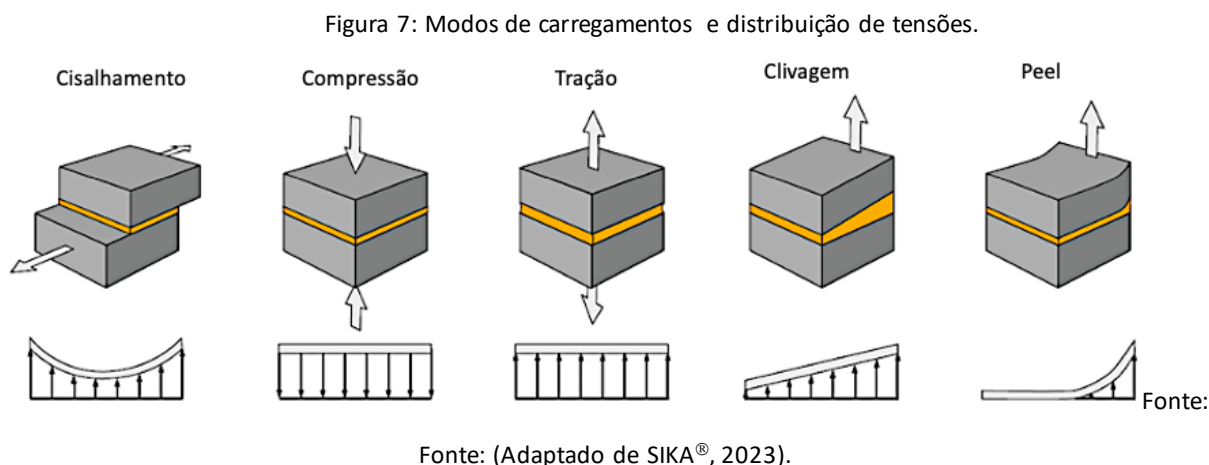 Figura 7: Modos de carregamentos e distribuição de tensões.
Cisalhamento Compressão Tração Clivagem Peel
Fonte:
Fonte: (Adaptado de SIKA®, 2023).